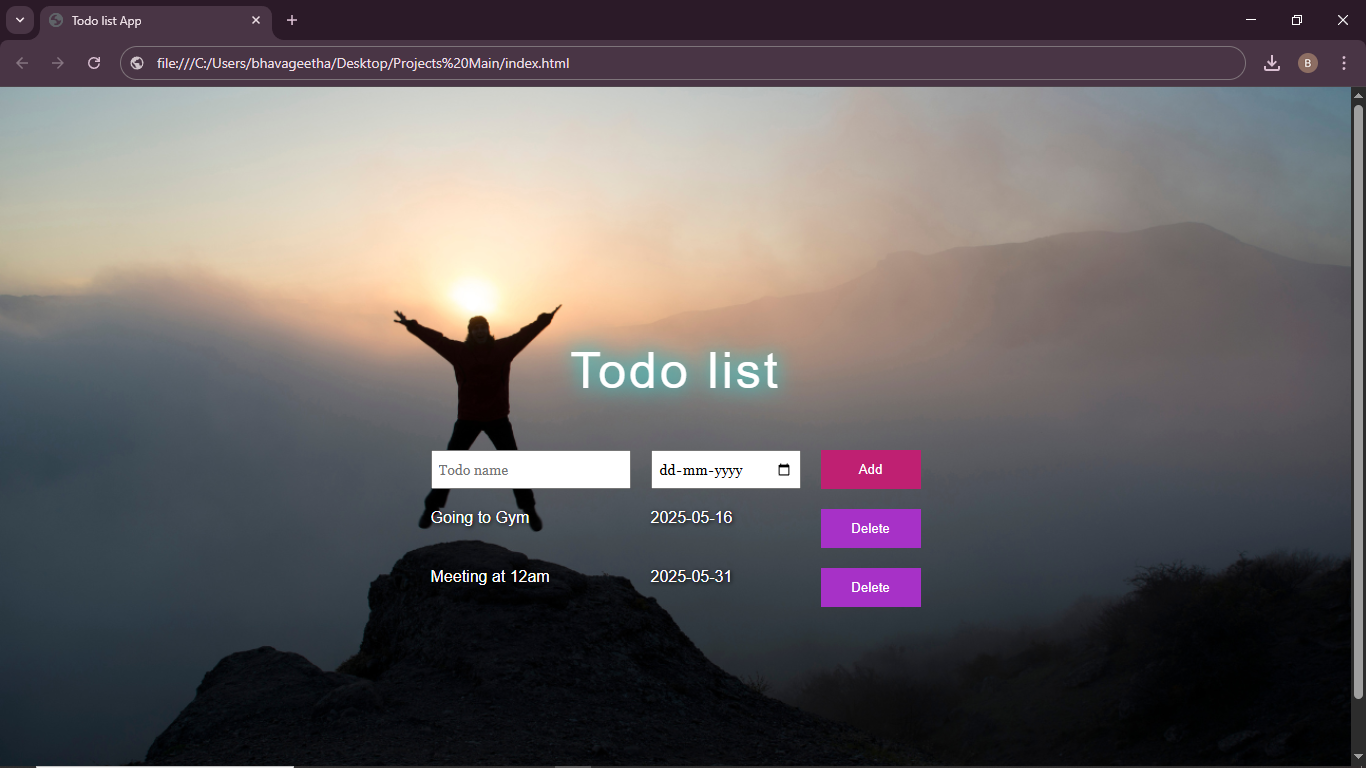 Todo list App
file:///C:/Users/bhavageetha/Desktop/Projects%20Main/index.html
B
Todo list
Todo name dd-mm-yyyy Add
Going to Gym 2025-05-16 Delete
Meeting at 12am 2025-05-31 Delete